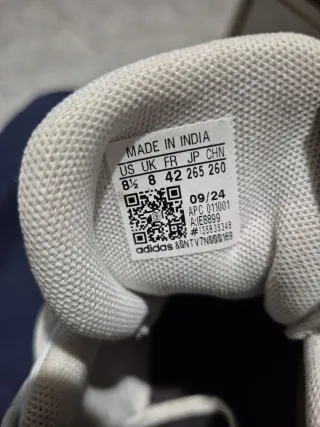 MADE IN INDIA
US UK FR JP CHN
8½ 8 42 265 260
09/24
APC 011001
A:IE8899
adidas